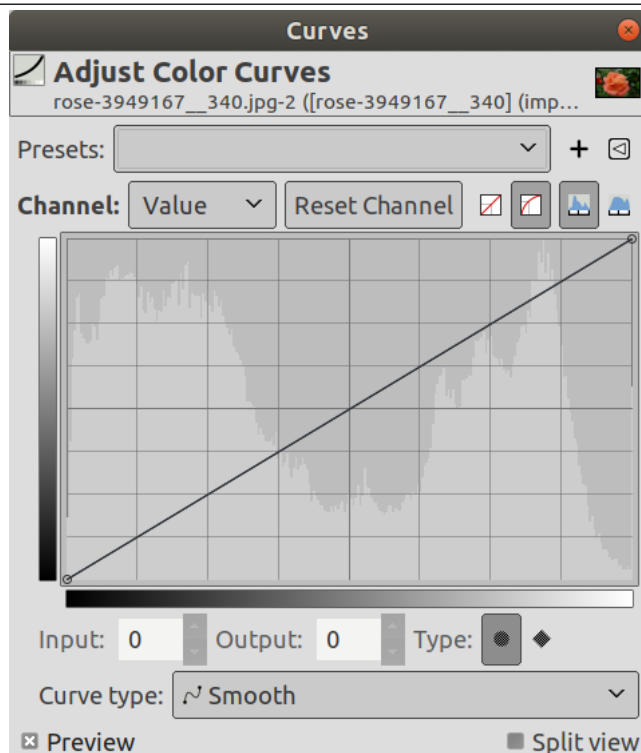 Curves
Adjust Color Curves
rose-3949167__340.jpg-2 ([rose-3949167__340] (imp...
Presets:
Channel: Value Reset Channel
Input: 0 Output: 0 Type:
Curve type: Smooth
Preview Split view